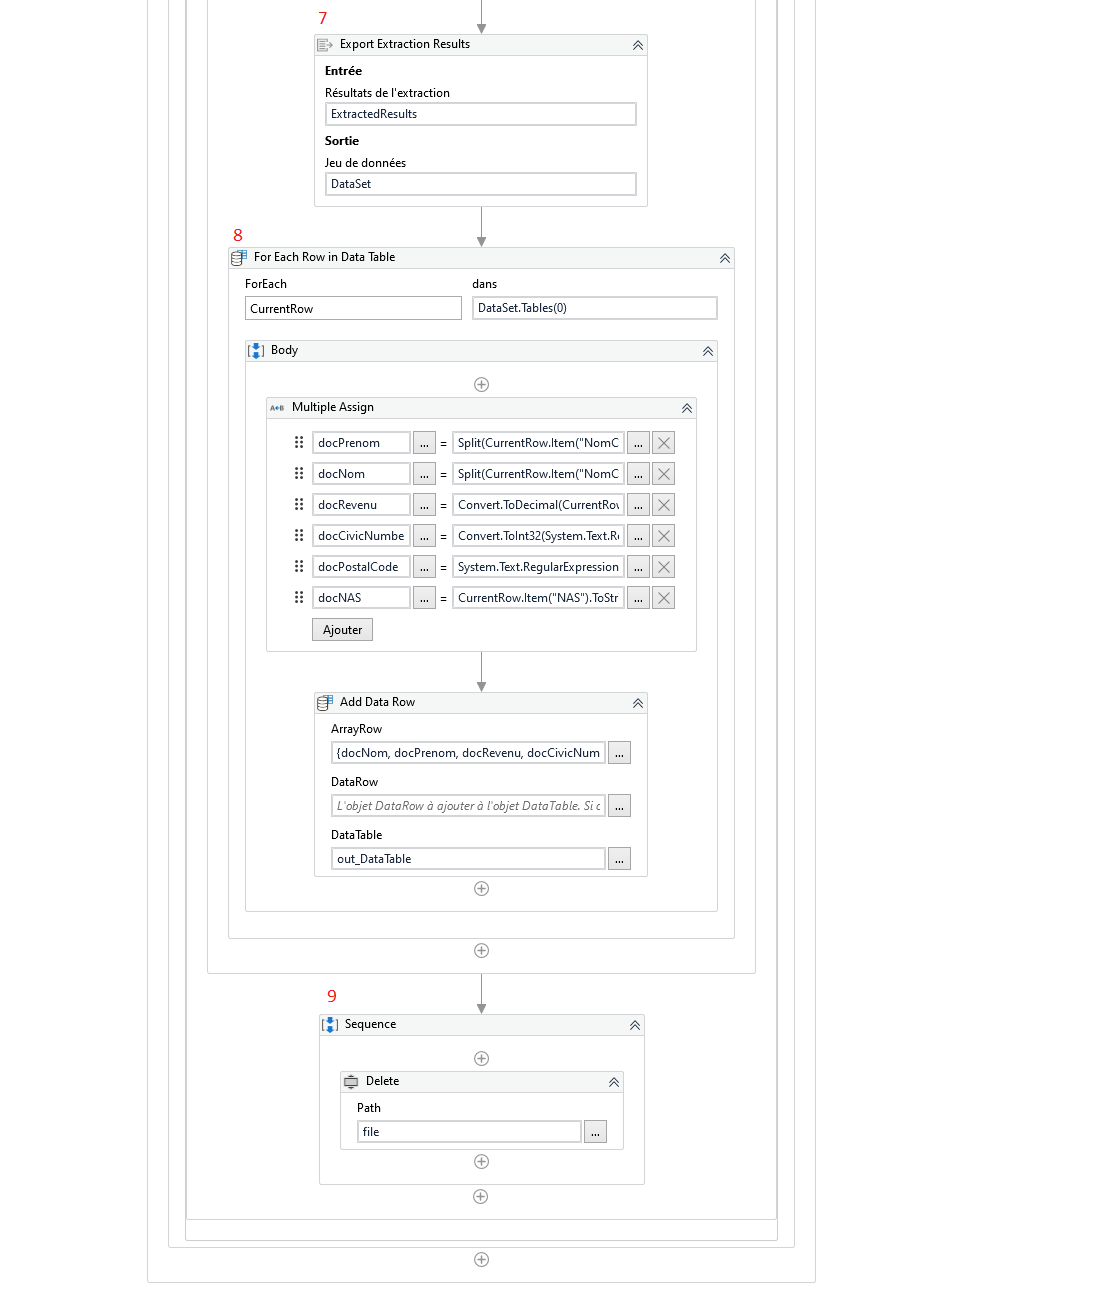 7
Export Extraction Results
Entrée
Résultats de l'extraction
ExtractedResults
Sortie
Jeu de données
DataSet
8
For Each Row in Data Table
ForEach dans
CurrentRow DataSet.Tables(0)
Body
A+B Multiple Assign
docPrenom ... = Split(CurrentRow.Item("NomC ...
docNom ... = Split(CurrentRow.Item("NomC ...
docRevenu ... = Convert.ToDecimal(CurrentRov ...
docCivicNumbe ... = Convert.ToInt32(System.Text.R ...
docPostalCode ... = System.Text.RegularExpression ...
docNAS ... = CurrentRow.Item("NAS").ToStr ...
Ajouter
Add Data Row
ArrayRow
{docNom, docPrenom, docRevenu, docCivicNum ...
DataRow
L'objet DataRow à ajouter à l'objet DataTable. Si c ...
DataTable
out_DataTable ...
9
Sequence
Delete
Path
file ...